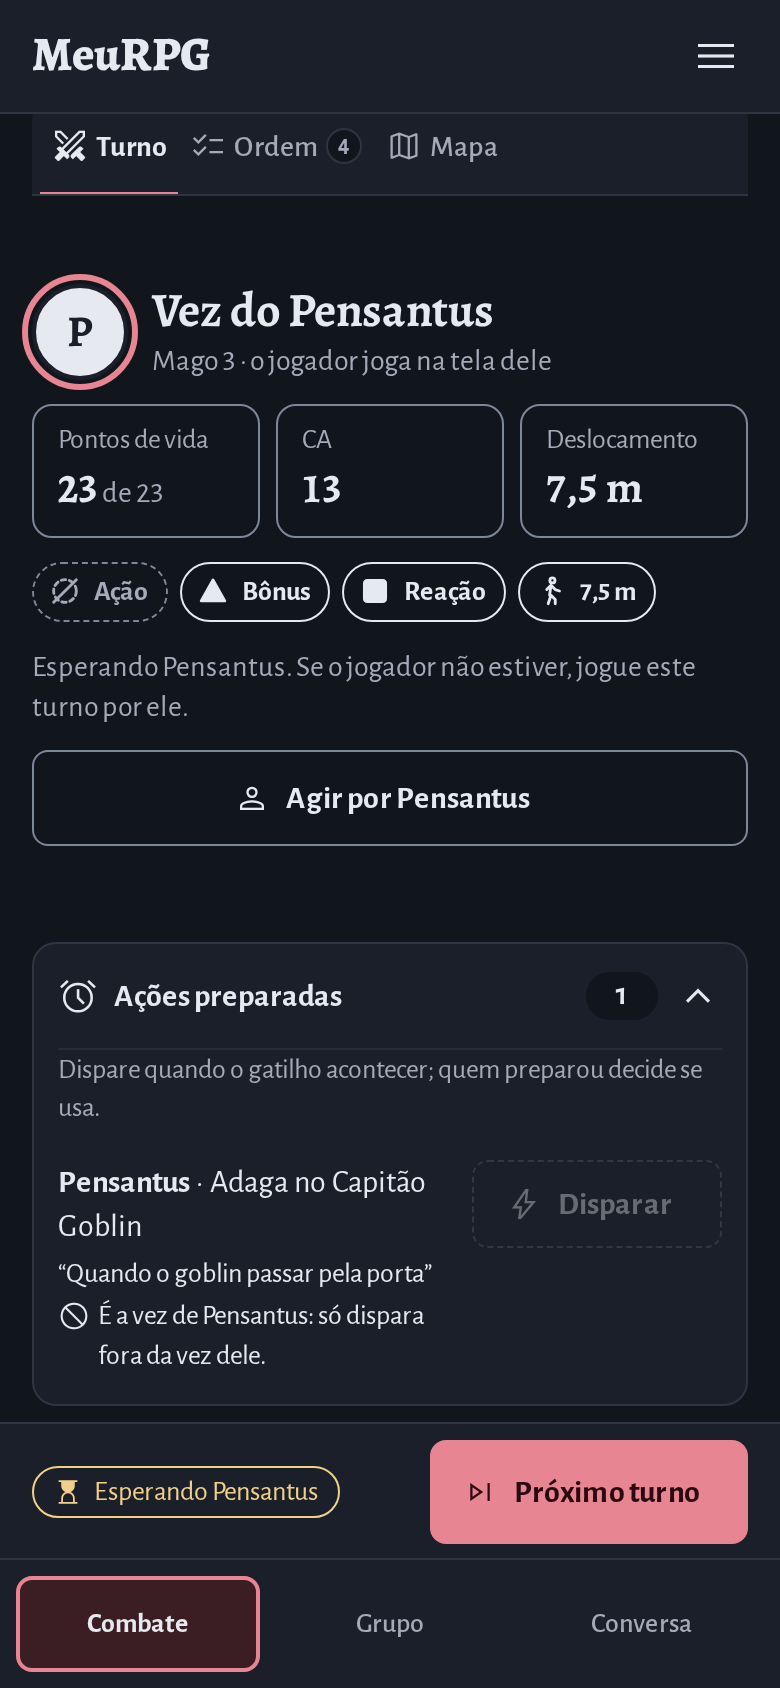 MeuRPG
Turno
Ordem 4
Mapa
P
Vez do Pensantus
Mago 3 · o jogador joga na tela dele
Pontos de vida
23 de 23
CA
13
Deslocamento
7,5 m
Ação
Bônus
Reação
7,5 m
Esperando Pensantus. Se o jogador não estiver, jogue este
turno por ele.
Agir por Pensantus
Ações preparadas
1
Dispare quando o gatilho acontecer; quem preparou decide se
usa.
Pensantus · Adaga no Capitão
Goblin
“Quando o goblin passar pela porta”
É a vez de Pensantus: só dispara
fora da vez dele.
Disparar
Esperando Pensantus
Próximo turno
Combate
Grupo
Conversa